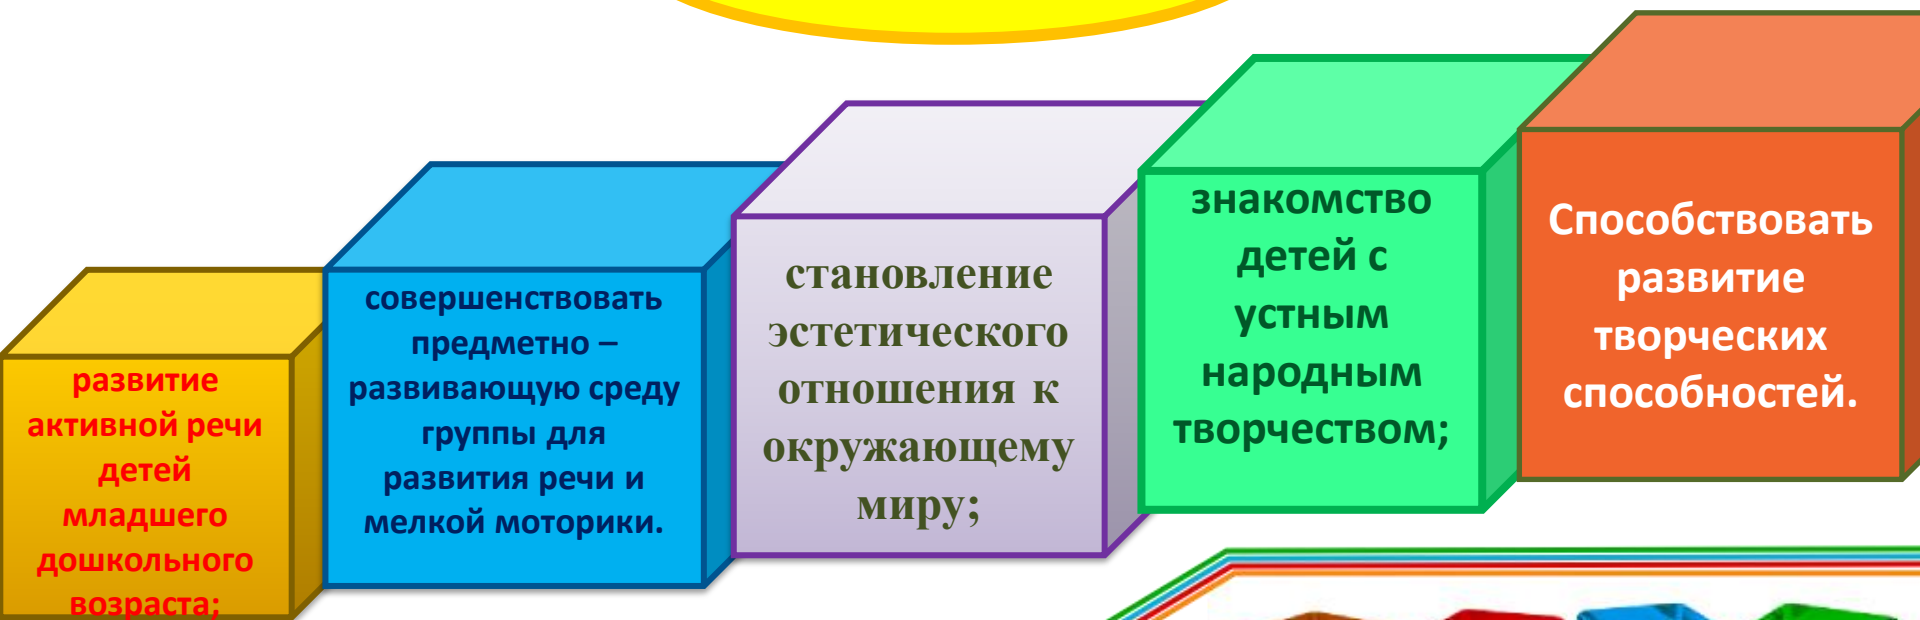 развитие
активной речи
детей
младшего
дошкольного
возраста;
совершенствовать
предметно –
развивающую среду
группы для
развития речи и
мелкой моторики.
становление
эстетического
отношения к
окружающему
миру;
знакомство
детей с
устным
народным
творчеством;
Способствовать
развитие
творческих
способностей.